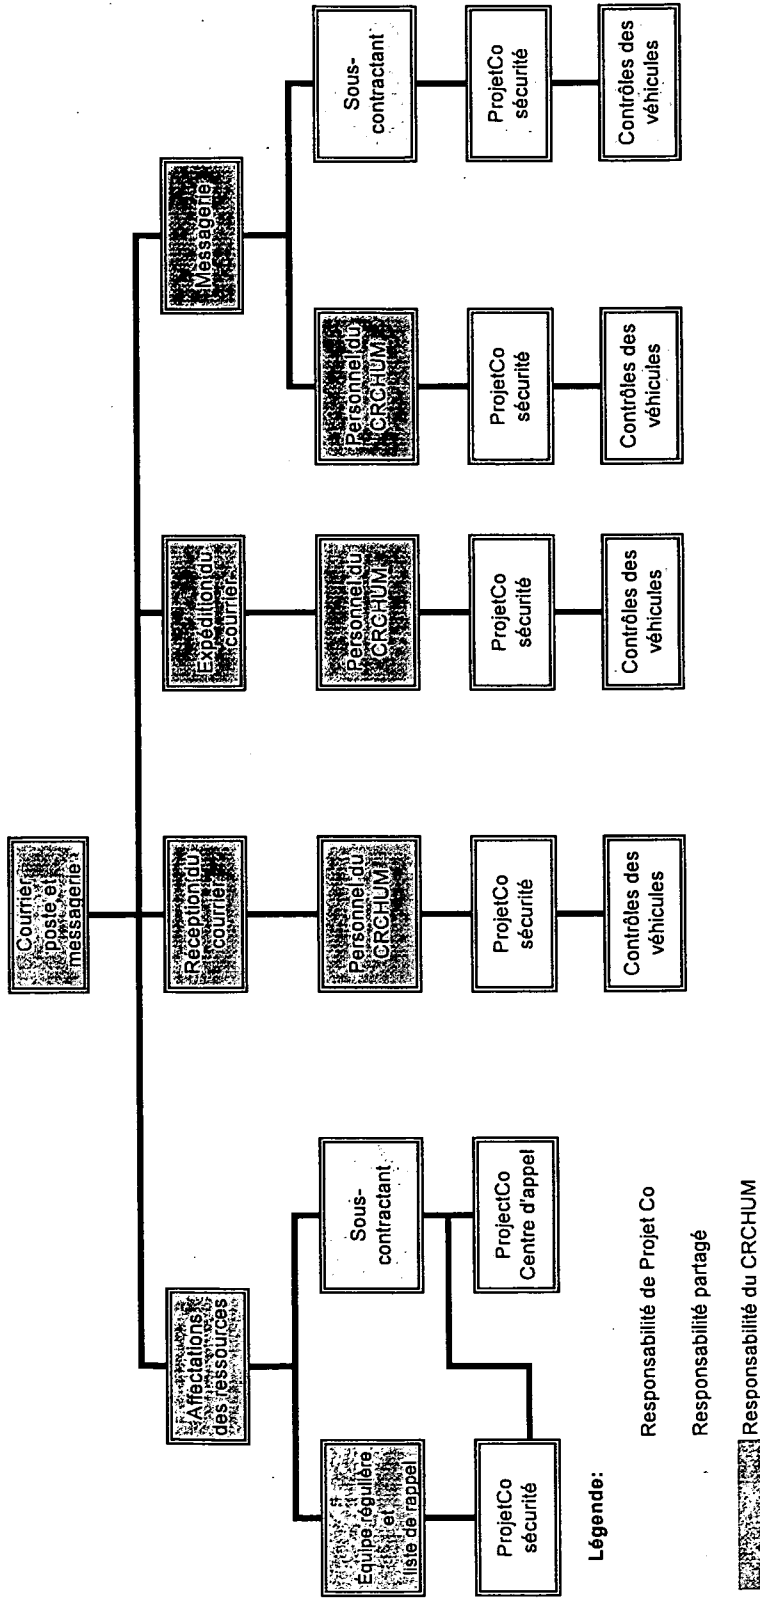 Courrier
poste et
messagerie
Affectations
des ressources
Réception du
courrier
Expédition du
courrier
Messagerie
Équipe régulière
et
liste de rappel
Sous-
contractant
Personnel du
CRCHUM
Personnel du
CRCHUM
Personnel du
CRCHUM
Sous-
contractant
ProjetCo
sécurité
ProjectCo
Centre d'appel
ProjetCo
sécurité
ProjetCo
sécurité
ProjetCo
sécurité
ProjetCo
sécurité
Contrôles des
véhicules
Contrôles des
véhicules
Contrôles des
véhicules
Contrôles des
véhicules
Légende:
Responsabilité de Projet Co
Responsabilité partagé
Responsabilité du CRCHUM